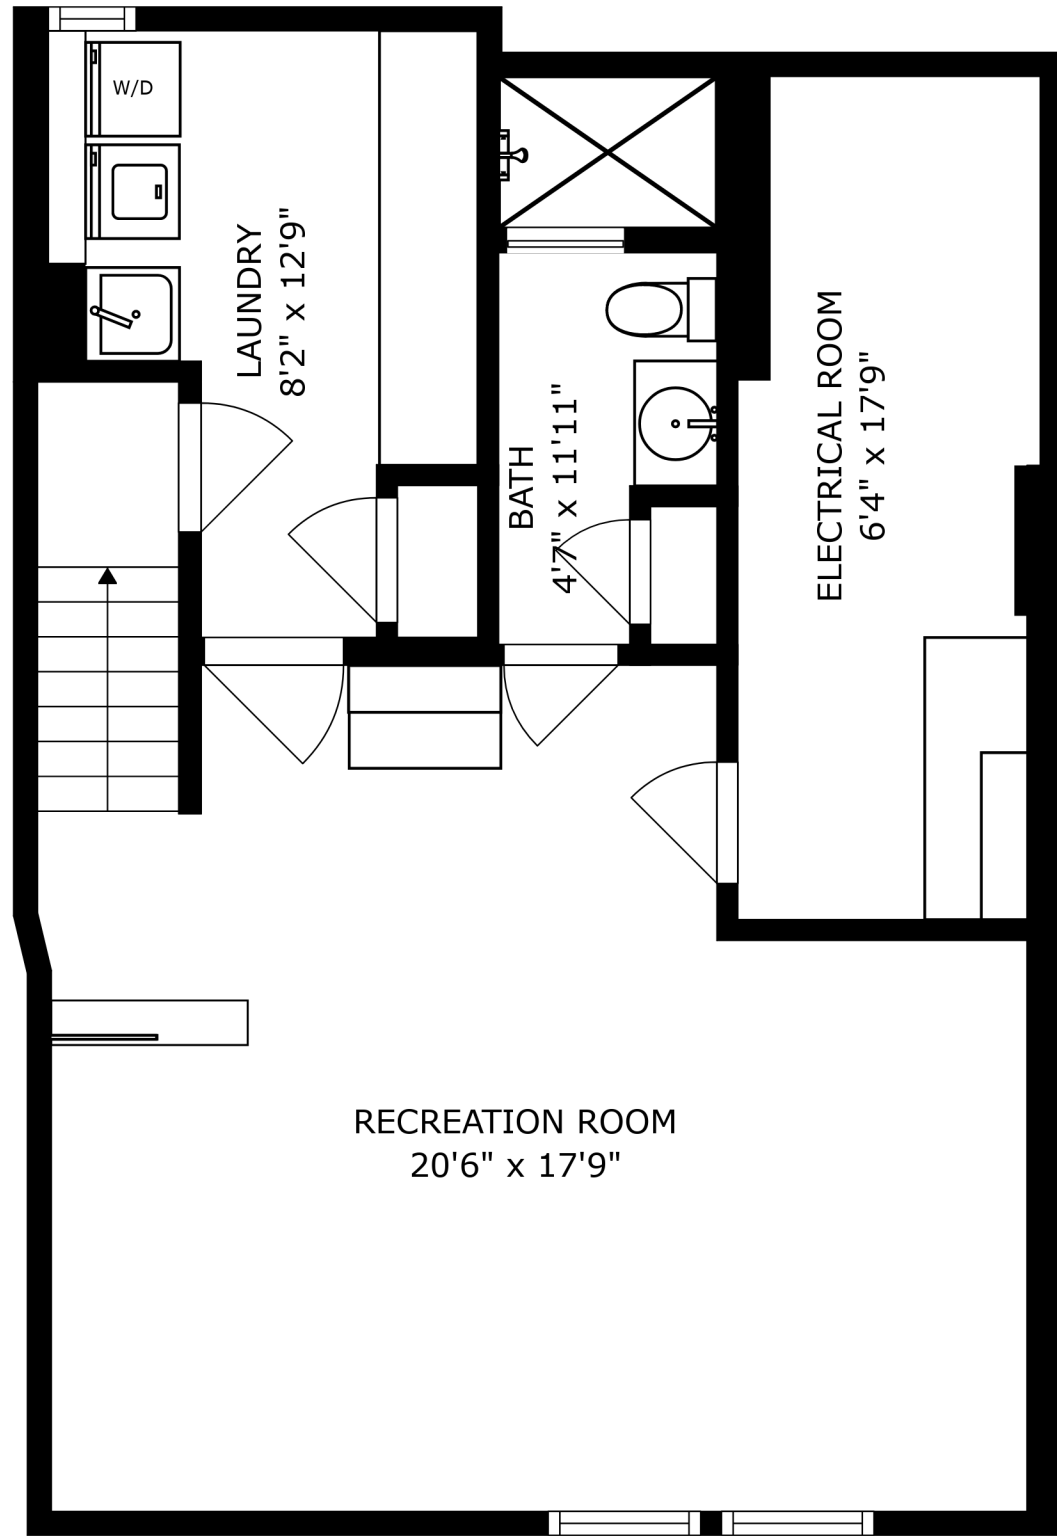 W/D
LAUNDRY
8'2" x 12'9"
BATH
4'7" x 11'11"
ELECTRICAL ROOM
6'4" x 17'9"
RECREATION ROOM
20'6" x 17'9"